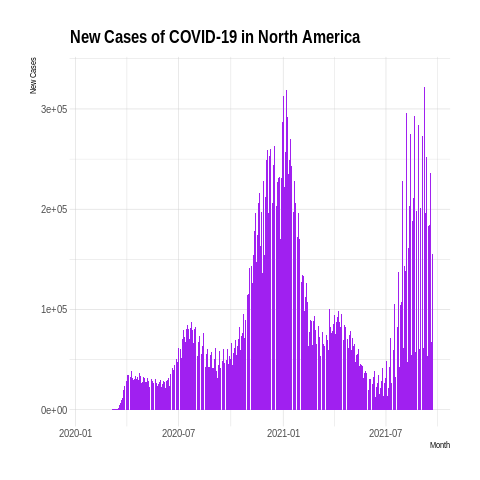 New Cases of COVID-19 in North America
New Cases
3e+05
2e+05
1e+05
0e+00
2020-01 2020-07 2021-01 2021-07
Month